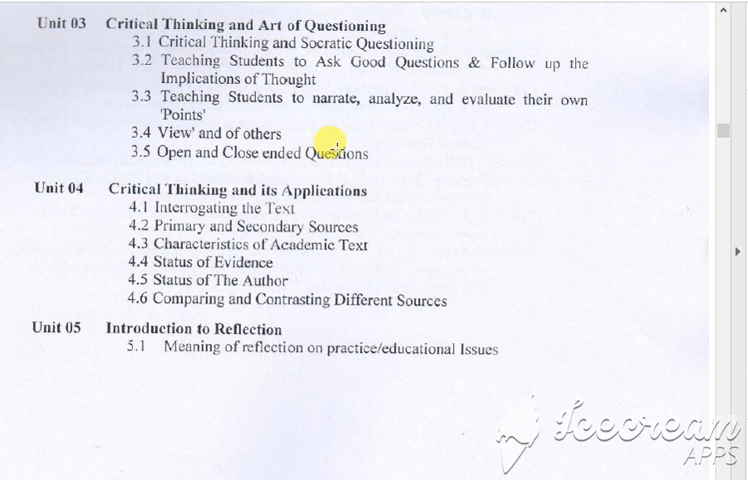 Unit 03 Critical Thinking and Art of Questioning
3.1 Critical Thinking and Socratic Questioning
3.2 Teaching Students to Ask Good Questions & Follow up the
Implications of Thought
3.3 Teaching Students to narrate, analyze, and evaluate their own
'Points'
3.4 View' and of others
3.5 Open and Close ended Questions
Unit 04 Critical Thinking and its Applications
4.1 Interrogating the Text
4.2 Primary and Secondary Sources
4.3 Characteristics of Academic Text
4.4 Status of Evidence
4.5 Status of The Author
4.6 Comparing and Contrasting Different Sources
Unit 05 Introduction to Reflection
5.1 Meaning of reflection on practice/educational Issues
Icecream
APPS